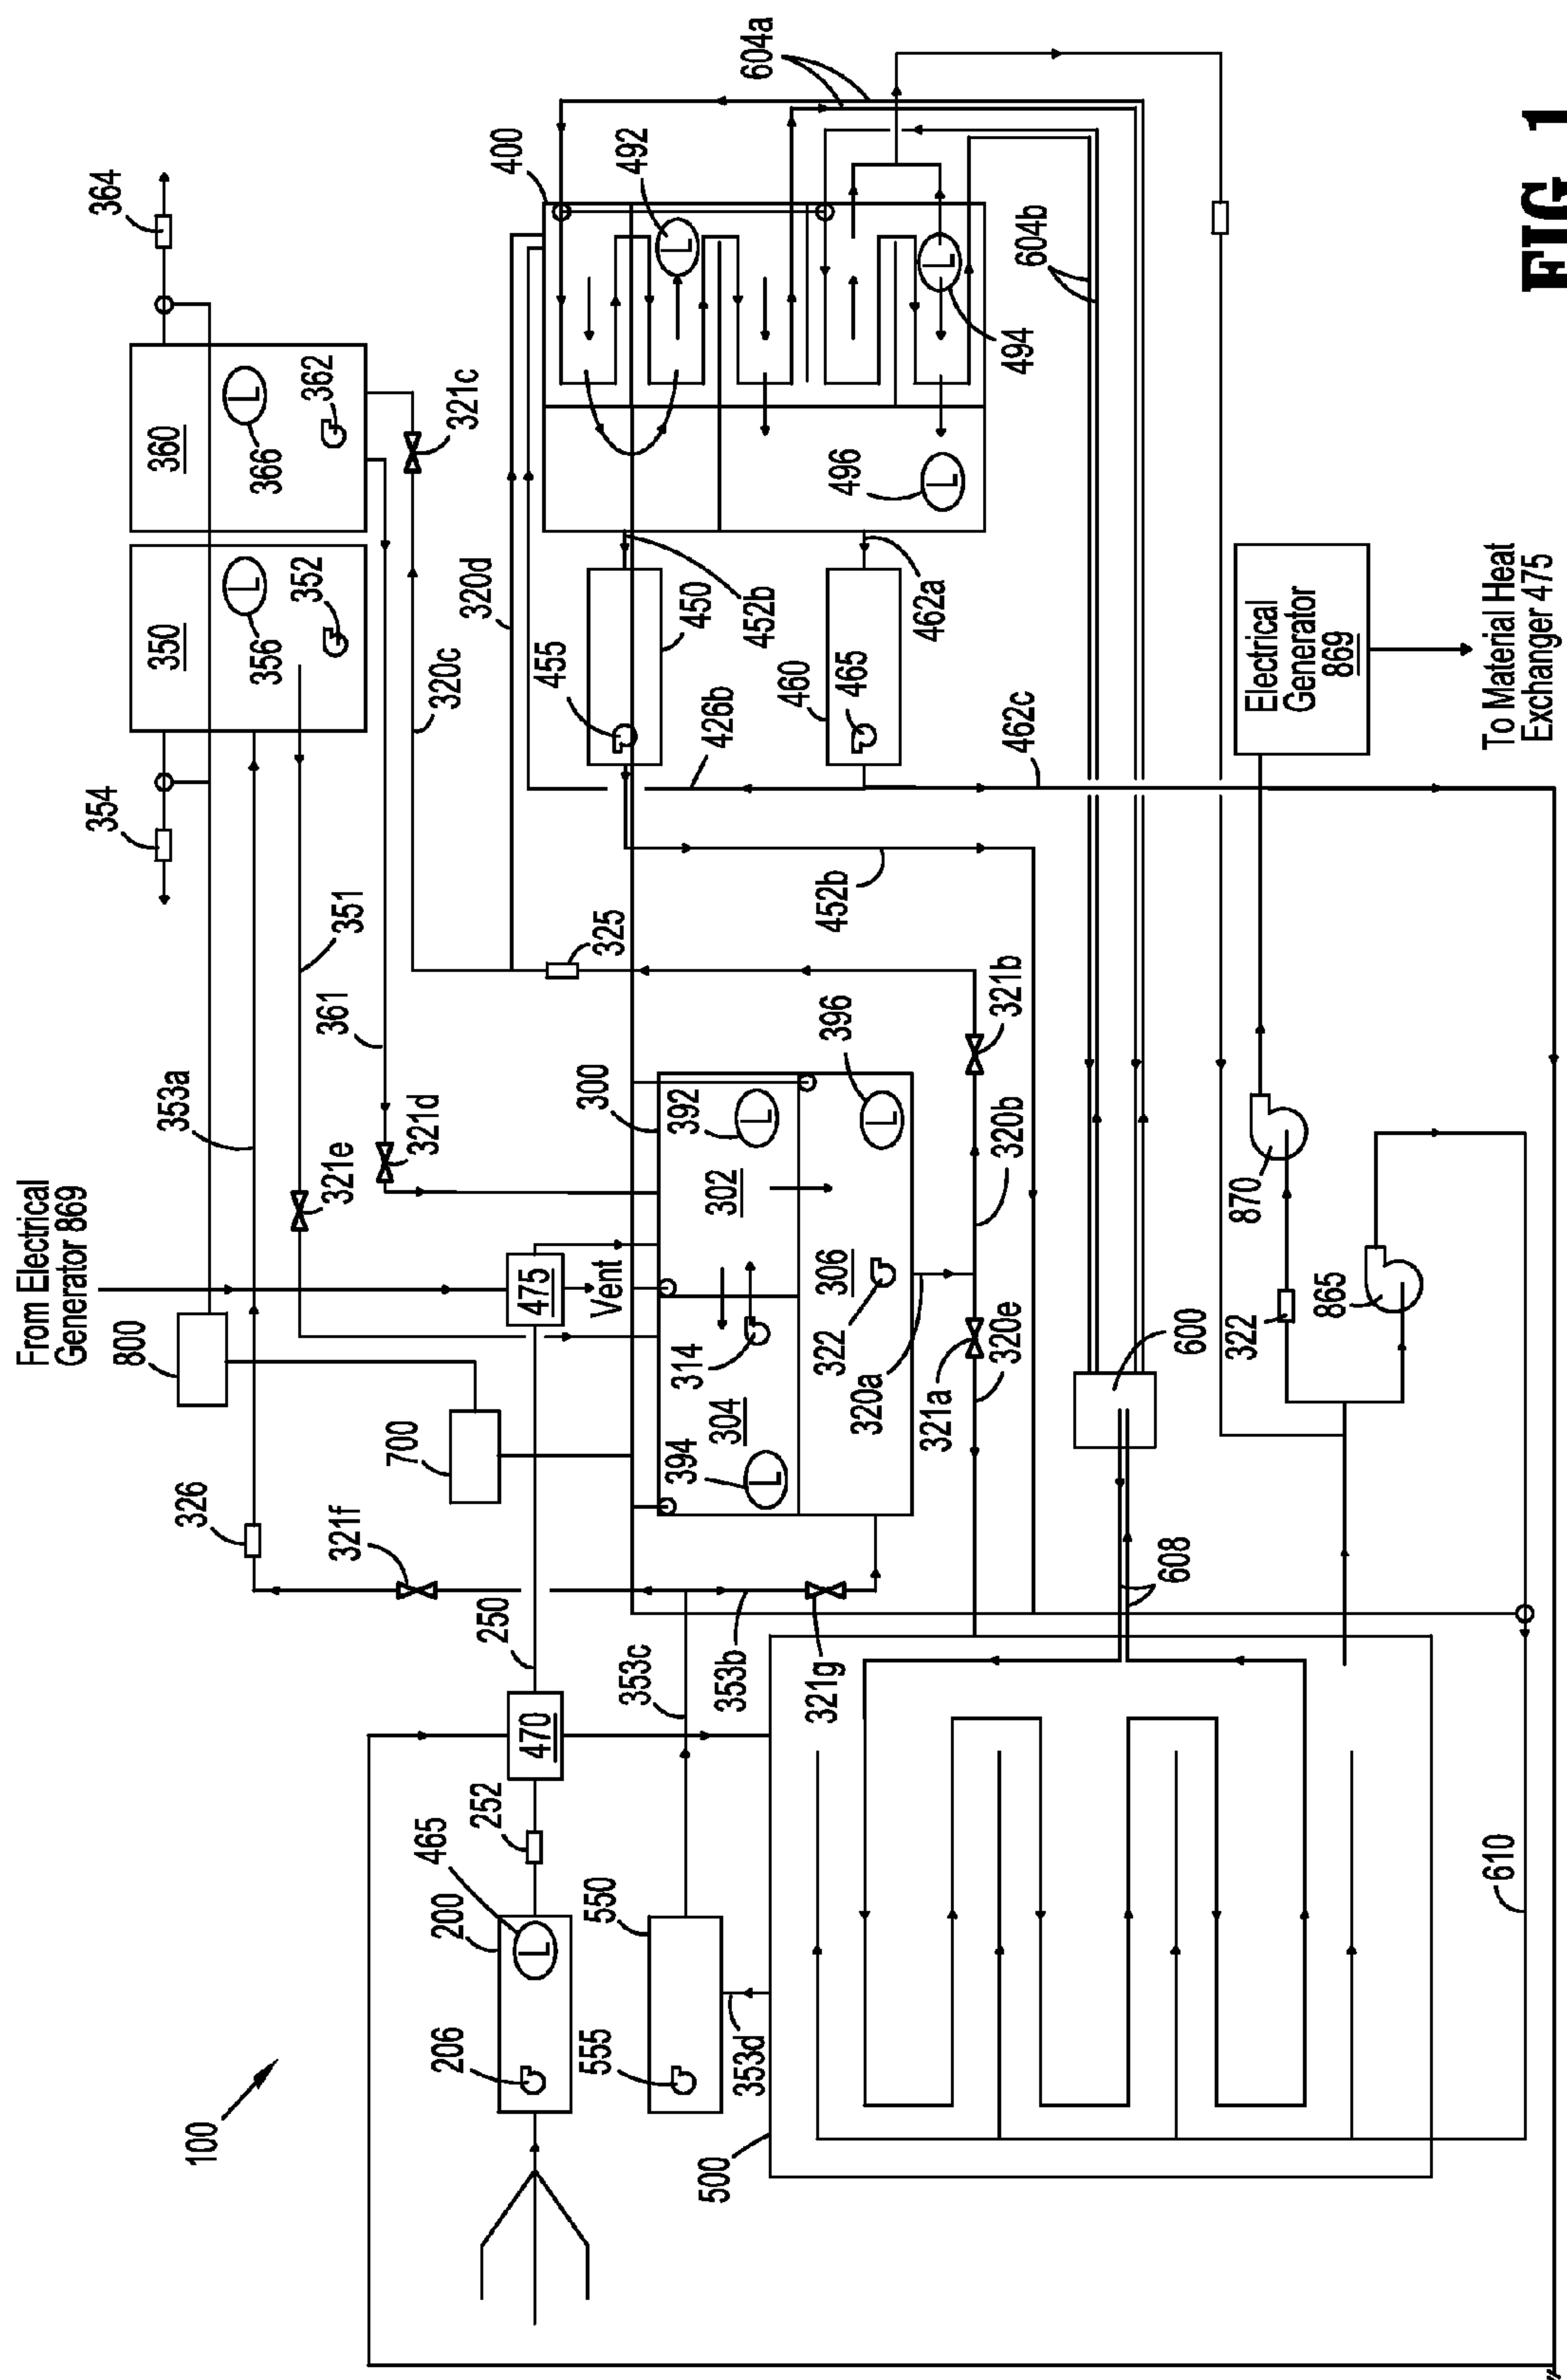 100
From Electrical
Generator 869
800
353a
354
364
350
360
356
352
366
362
351
361
321e
321d
321c
320c
320d
326
321f
700
475
Vent
325
400
492
494
496
604a
604b
455
450
452b
460
465
462a
426b
462c
452b
200
465
252
470
250
206
550
555
353c
353b
353d
321g
300
302
392
304
394
306
396
314
322
320a
320b
321a
321b
320e
500
600
608
610
870
322
865
Electrical
Generator
869
To Material Heat
Exchanger 475
L
L
L
L
L
L
L
L
L
FIG 1